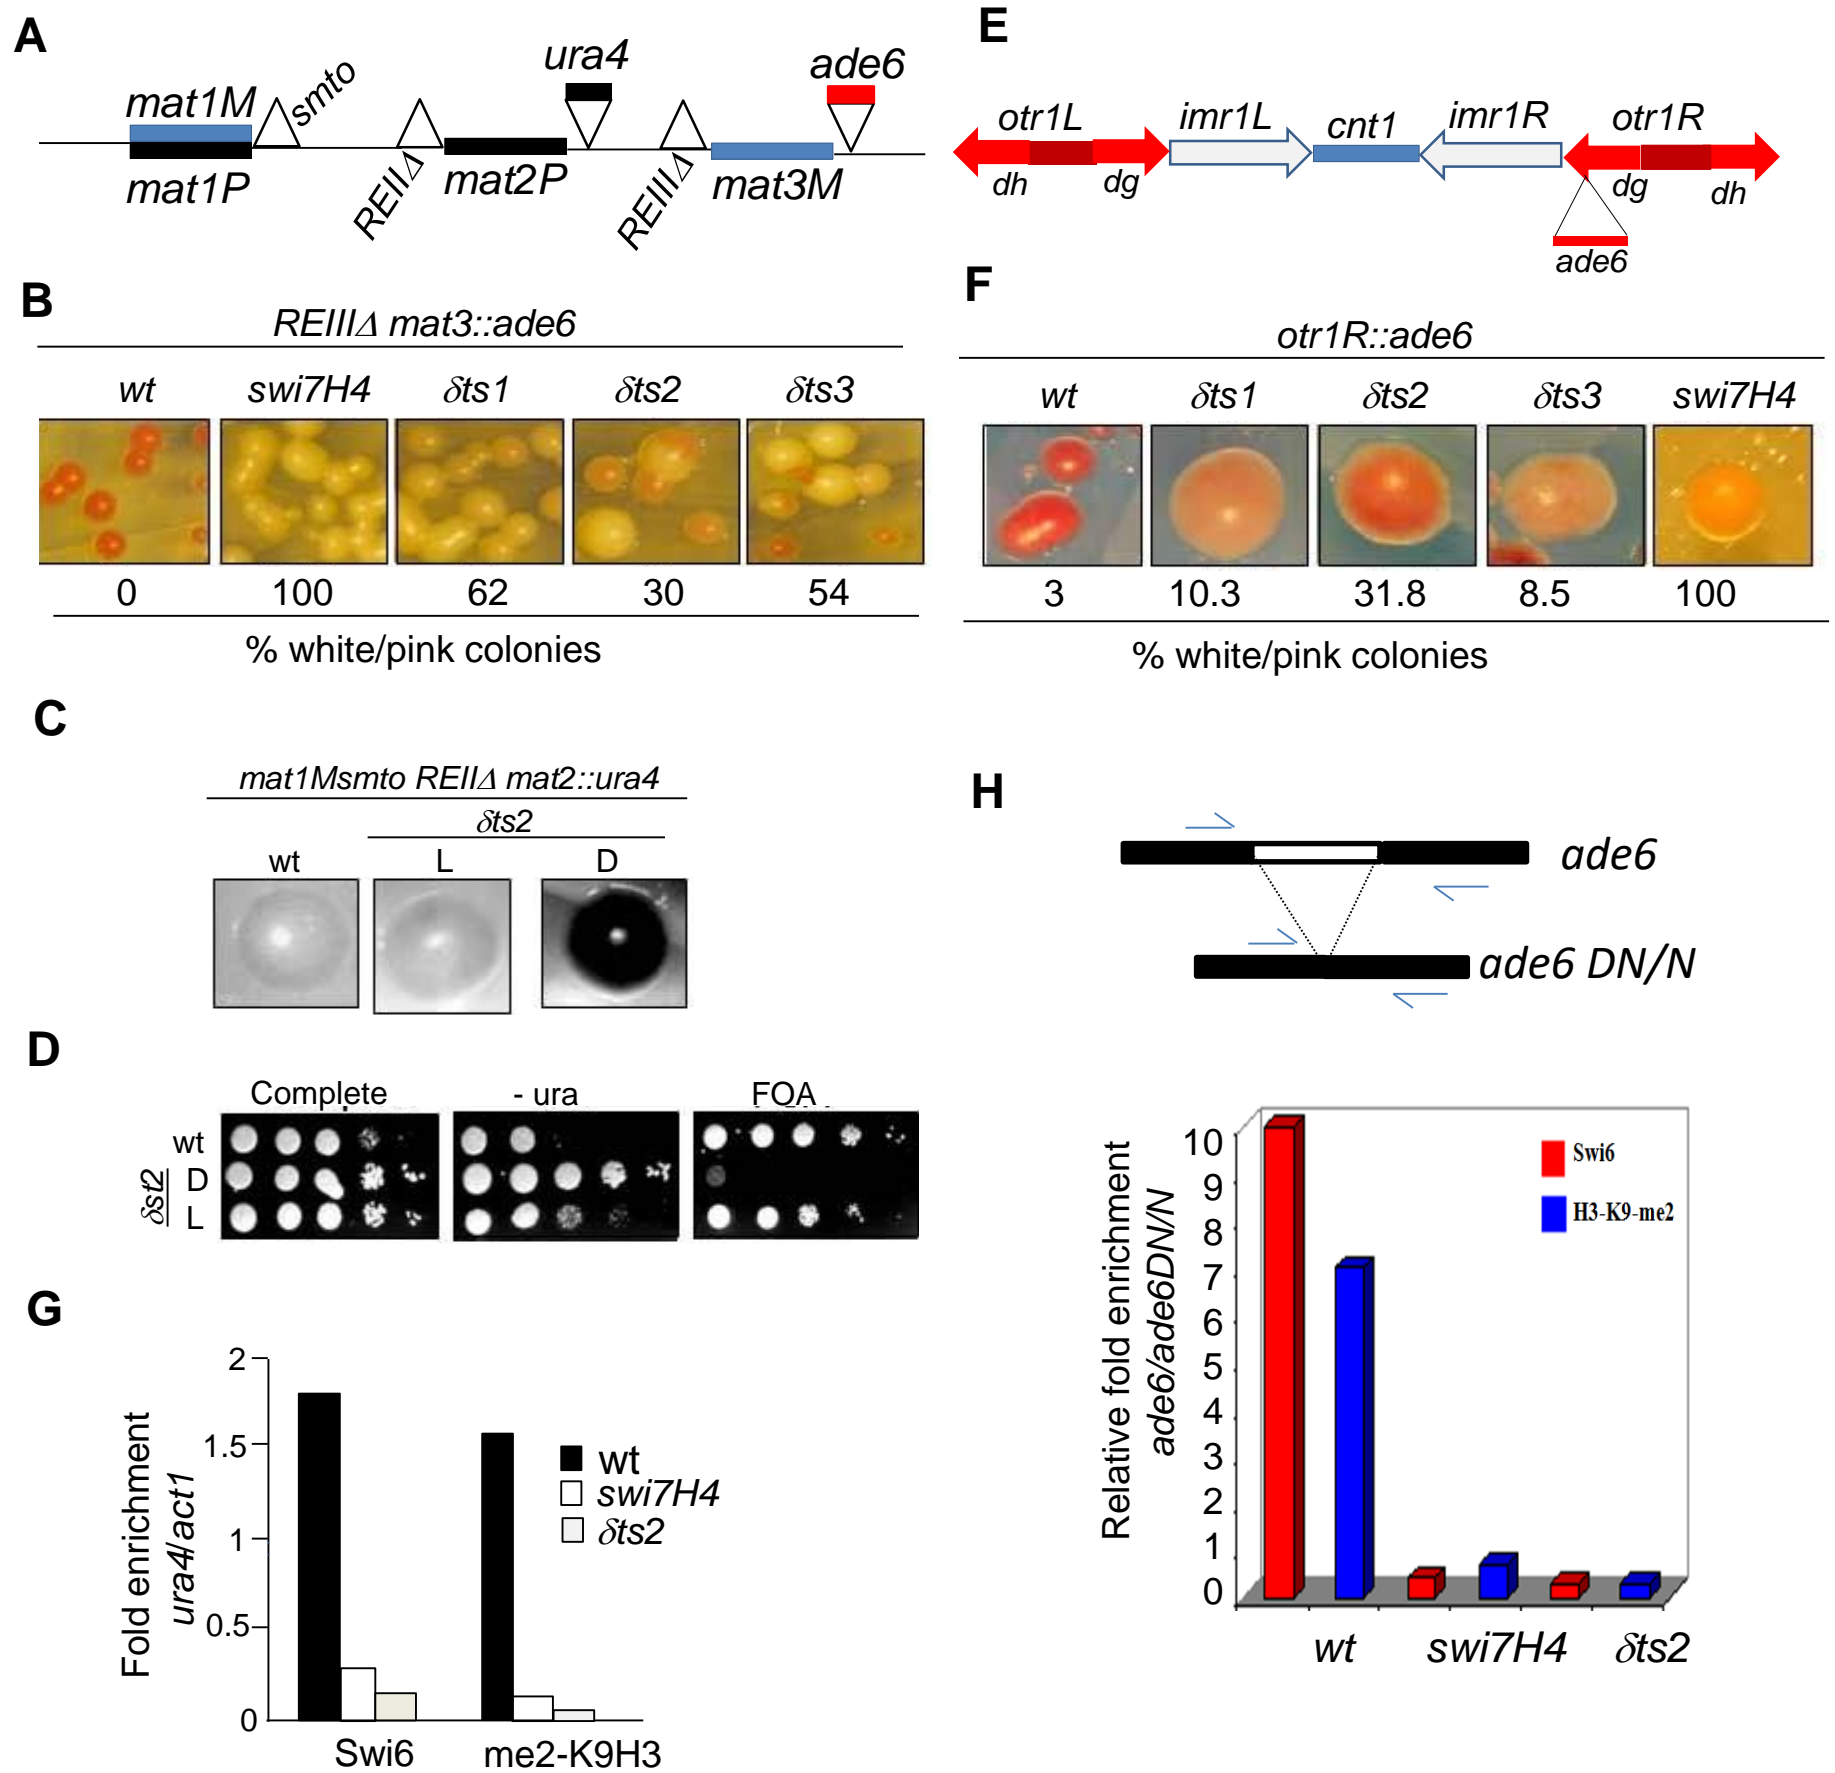 A
mat1M
smto
ura4
ade6
mat1P
REIIΔ
mat2P
REIIIΔ
mat3M
B
REIIIΔ mat3::ade6
wt swi7H4 δts1 δts2 δts3
0 100 62 30 54
% white/pink colonies
C
mat1Msmto REIIΔ mat2::ura4
δts2
wt L D
D
Complete - ura FOA
wt
δst2
D
L
G
Fold enrichment
ura4/act1
2
1.5
1
0.5
0
wt
swi7H4
δts2
Swi6 me2-K9H3
E
otr1L imr1L cnt1 imr1R otr1R
dh dg dg dh
ade6
F
otr1R::ade6
wt δts1 δts2 δts3 swi7H4
3 10.3 31.8 8.5 100
% white/pink colonies
H
ade6
ade6 DN/N
Relative fold enrichment
ade6/ade6DN/N
10
9
8
7
6
5
4
3
2
1
0
Swi6
H3-K9-me2
wt swi7H4 δts2